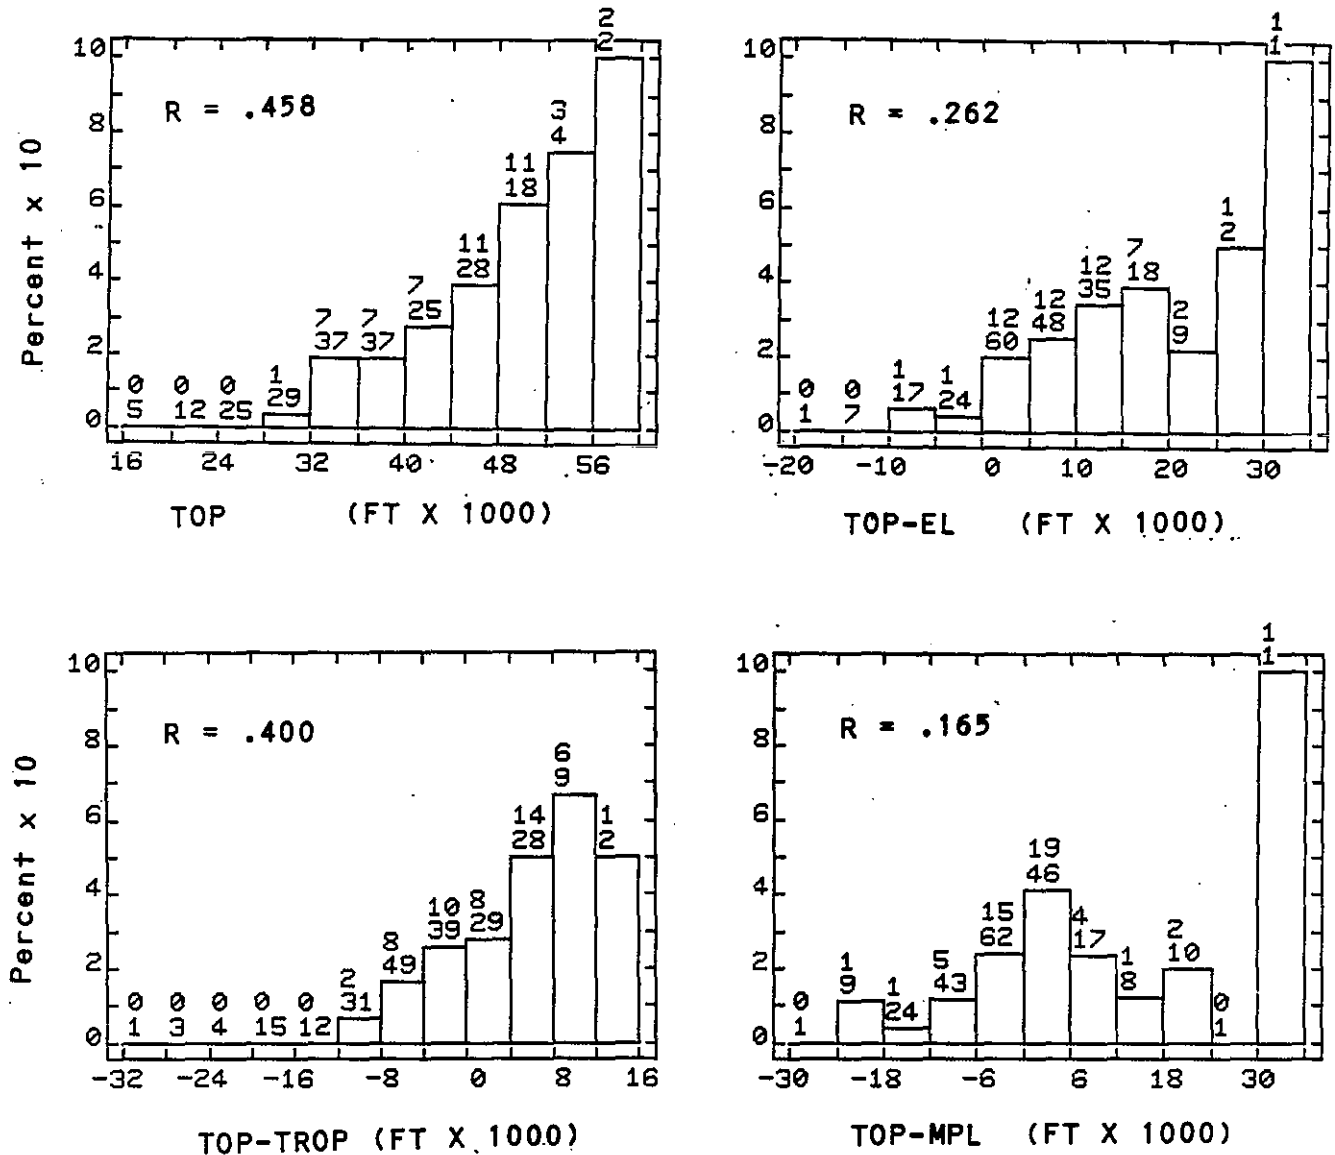 2
2
10
8
6
4
2
0
Percent x 10
R = .458
0 0 0 1 7 7 7 11 11 3
5 12 25 29 37 37 25 28 18 4
16 24 32 40 48 56
TOP (FT X 1000)
1
1
10
8
6
4
2
0
R = .262
0 0 1 1 12 12 12 7 2 1
1 7 17 24 60 48 35 18 9 2
-20 -10 0 10 20 30
TOP-EL (FT X 1000)
10
8
6
4
2
0
Percent x 10
R = .400
0 0 0 0 0 2 8 10 8 14 6 1
1 3 4 15 12 31 49 39 29 28 9 2
-32 -24 -16 -8 0 8 16
TOP-TROP (FT X 1000)
1
1
10
8
6
4
2
0
R = .165
0 1 1 5 15 19 4 1 2 0
1 9 24 43 62 46 17 8 10 1
-30 -18 -6 6 18 30
TOP-MPL (FT X 1000)